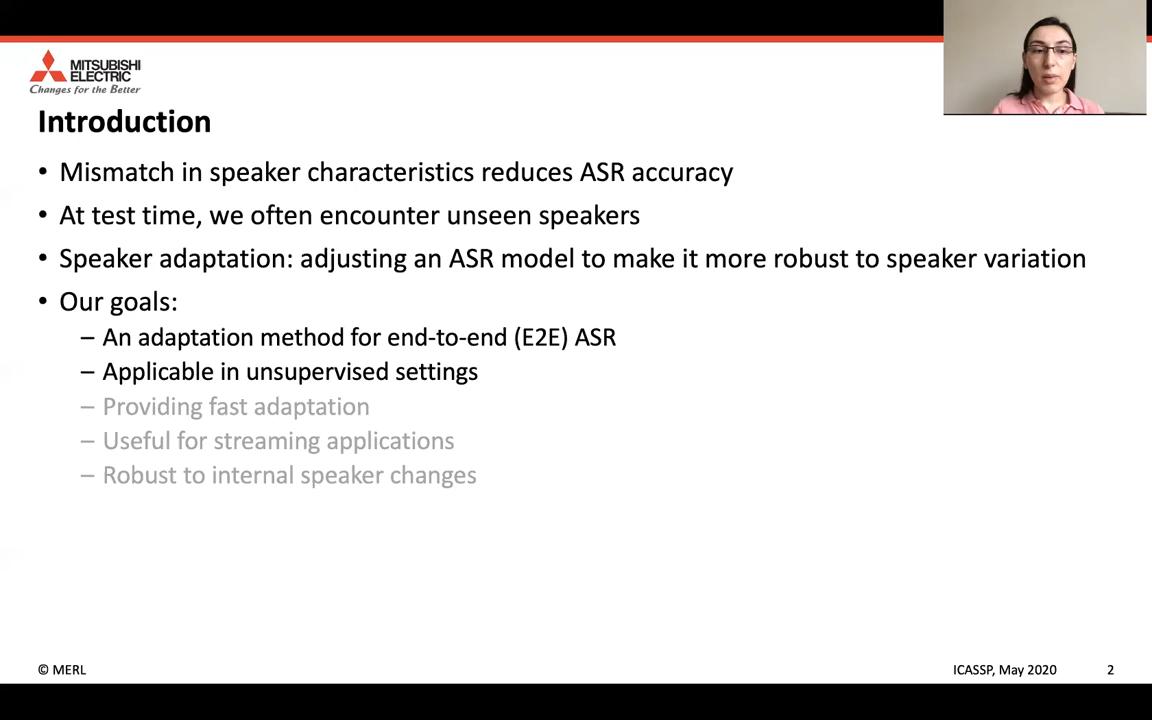 MITSUBISHI
ELECTRIC
Changes for the Better
Introduction
• Mismatch in speaker characteristics reduces ASR accuracy
• At test time, we often encounter unseen speakers
• Speaker adaptation: adjusting an ASR model to make it more robust to speaker variation
• Our goals:
– An adaptation method for end-to-end (E2E) ASR
– Applicable in unsupervised settings
– Providing fast adaptation
– Useful for streaming applications
– Robust to internal speaker changes
© MERL
ICASSP, May 2020
2